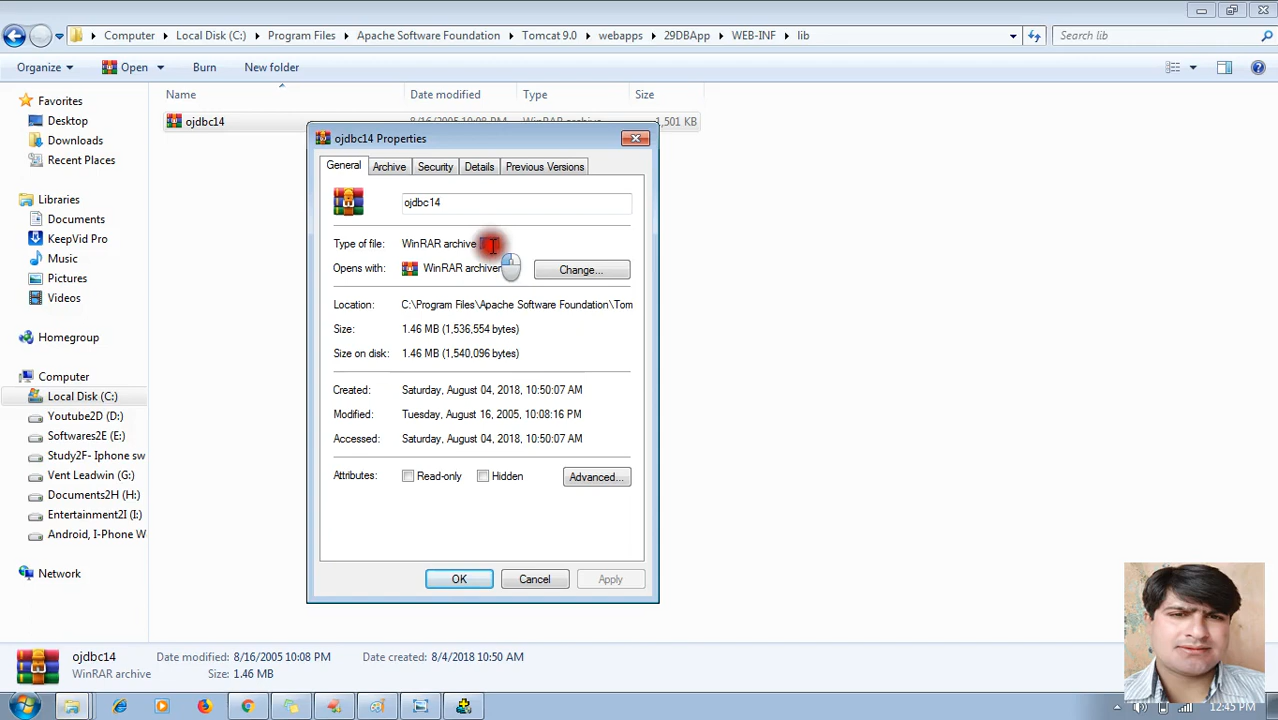 Computer Local Disk (C:) Program Files Apache Software Foundation Tomcat 9.0 webapps 29DBApp WEB-INF lib Search lib
Organize Open Burn New folder
Name Date modified Type Size
ojdbc14 8/16/2005 10:08 PM WinRAR archive 1,501 KB
Favorites
Desktop
Downloads
Recent Places
Libraries
Documents
KeepVid Pro
Music
Pictures
Videos
Homegroup
Computer
Local Disk (C:)
Youtube2D (D:)
Softwares2E (E:)
Study2F- Iphone sw
Vent Leadwin (G:)
Documents2H (H:)
Entertainment2I (I:)
Android, I-Phone W
Network
ojdbc14 Properties
General Archive Security Details Previous Versions
ojdbc14
Type of file: WinRAR archive
Opens with: WinRAR archiver Change...
Location: C:\Program Files\Apache Software Foundation\Tom
Size: 1.46 MB (1,536,554 bytes)
Size on disk: 1.46 MB (1,540,096 bytes)
Created: Saturday, August 04, 2018, 10:50:07 AM
Modified: Tuesday, August 16, 2005, 10:08:16 PM
Accessed: Saturday, August 04, 2018, 10:50:07 AM
Attributes: Read-only Hidden Advanced...
OK Cancel Apply
ojdbc14 Date modified: 8/16/2005 10:08 PM Date created: 8/4/2018 10:50 AM
WinRAR archive Size: 1.46 MB
12:45 PM